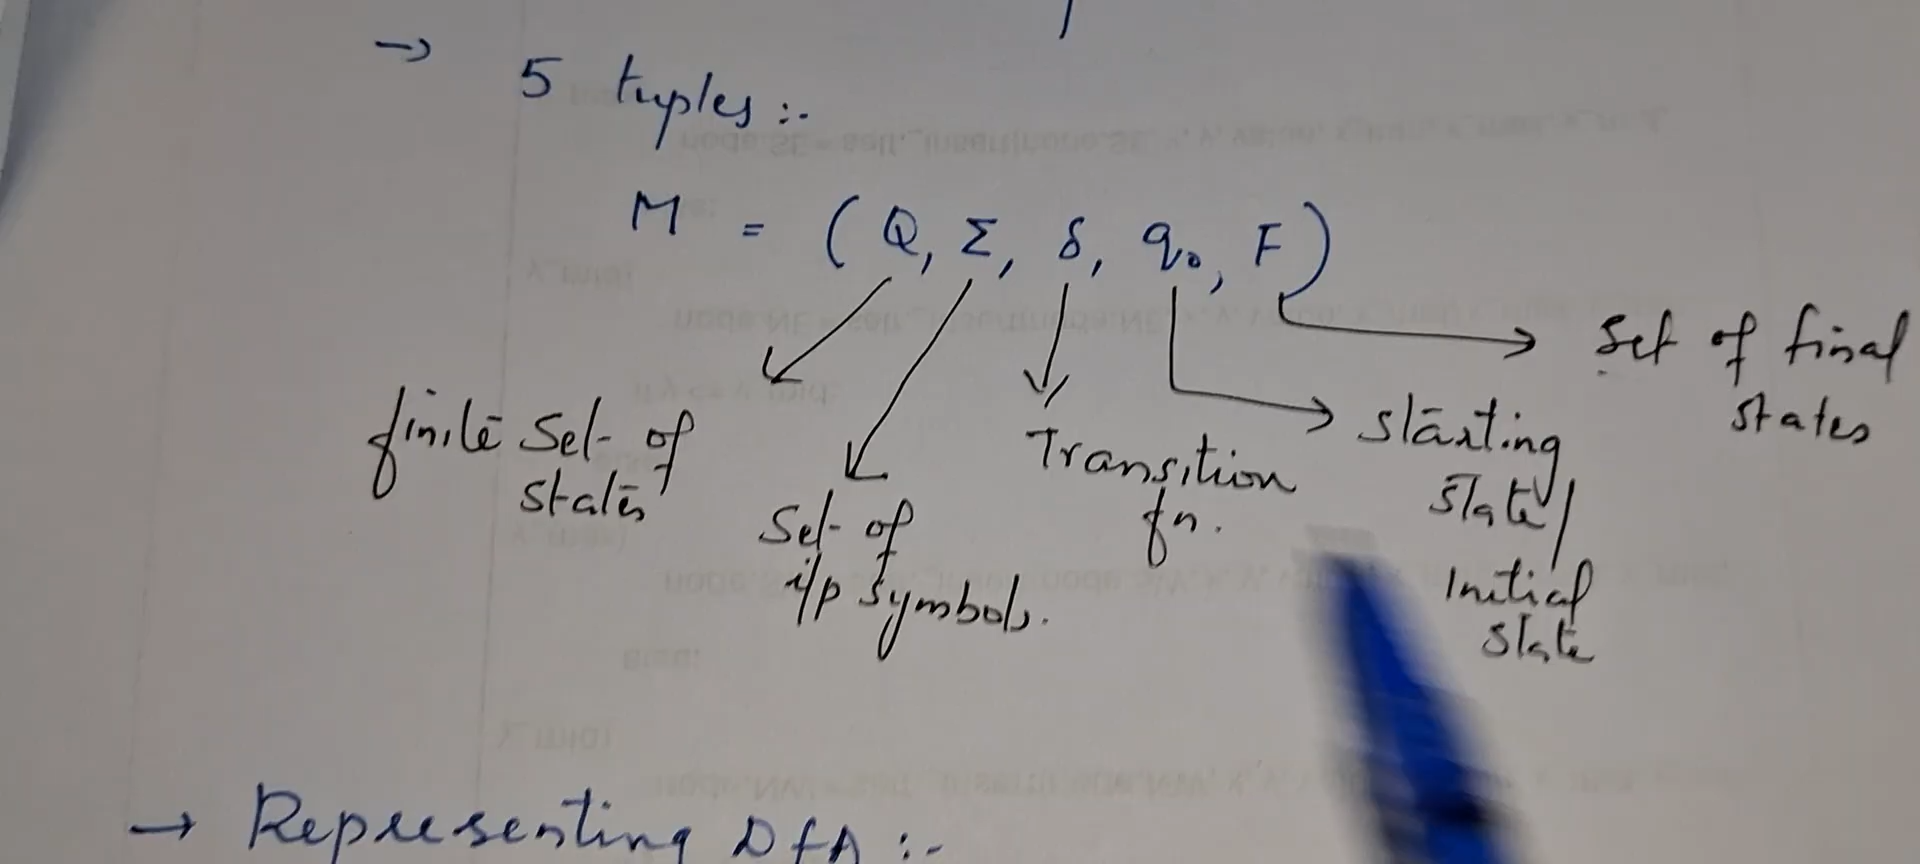 → 5 tuples :-
M = ( Q, Σ, δ, q₀, F )
finite set of
states
Set of
i/p symbols.
Transition
fn.
starting
state /
Initial
state
set of final
states
→ Representing DFA :-